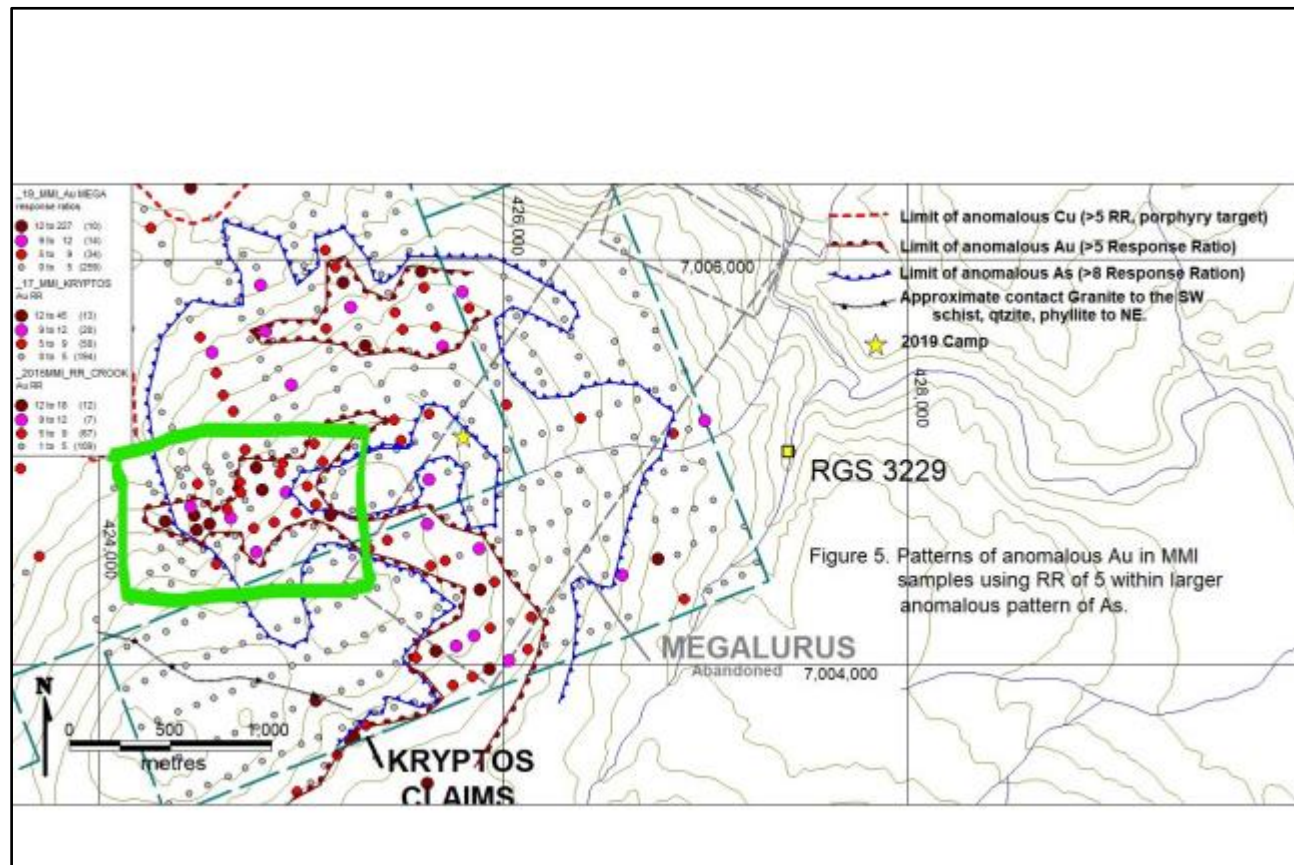 _19_MMI_Au MEGA
response ratios
12 to 227 (10)
9 to 12 (14)
5 to 9 (34)
0 to 5 (259)
_17_MMI_KRYPTOS
Au RR
12 to 45 (13)
9 to 12 (28)
5 to 9 (58)
0 to 5 (194)
_2016MMI_RR_CROOK
Au RR
12 to 18 (12)
9 to 12 (7)
5 to 9 (67)
1 to 5 (109)
426,000
7,006,000
Limit of anomalous Cu (>5 RR, porphyry target)
Limit of anomalous Au (>5 Response Ratio)
Limit of anomalous As (>8 Response Ration)
Approximate contact Granite to the SW
schist, qtzite, phyllite to NE.
2019 Camp
428,000
RGS 3229
424,000
Figure 5. Patterns of anomalous Au in MMI
samples using RR of 5 within larger
anomalous pattern of As.
MEGALURUS
Abandoned
7,004,000
N
0 500 1,000
metres
KRYPTOS
CLAIMS